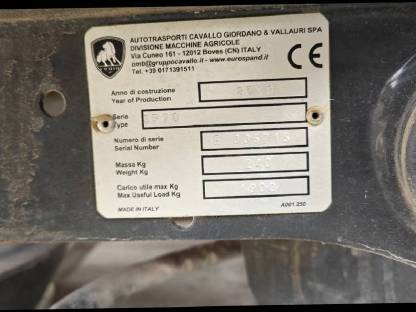 AUTOTRASPORTI CAVALLO GIORDANO & VALLAURI SPA
DIVISIONE MACCHINE AGRICOLE
Via Cuneo 161 - 12012 Boves (CN) ITALY
omb@gruppocavallo.it - www.eurospand.it
Tel. +39 0171391511
CE
Anno di costruzione
Year of Production
Serie
Type
Numero di serie
Serial Number
Massa Kg
Weight Kg
Carico utile max Kg
Max Useful Load Kg
MADE IN ITALY
A001.250